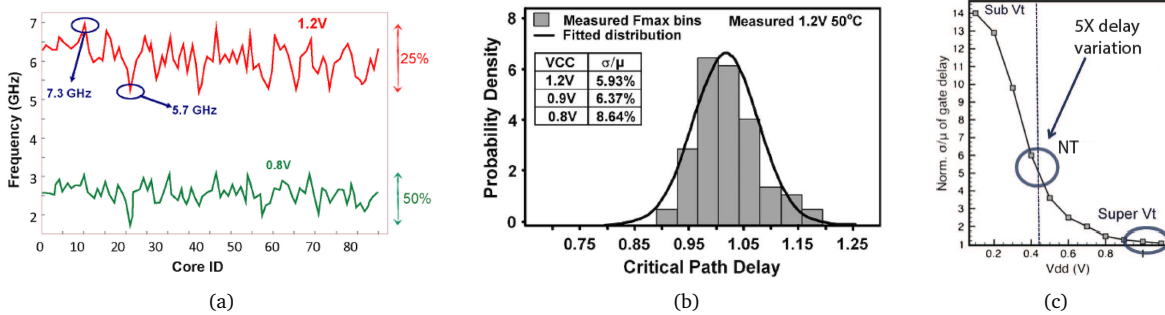 1.2V
7
6
5
4
3
2
Frequency (GHz)
25%
7.3 GHz
5.7 GHz
0.8V
50%
0 10 20 30 40 50 60 70 80
Core ID
(a)
Measured Fmax bins
Fitted distribution
Measured 1.2V 50°C
VCC σ/μ
1.2V 5.93%
0.9V 6.37%
0.8V 8.64%
8
6
4
2
0
Probability Density
0.75 0.85 0.95 1.05 1.15 1.25
Critical Path Delay
(b)
Sub Vt
5X delay
variation
14
13
12
11
10
9
8
7
6
5
4
3
2
1
Norm. σ/μ of gate delay
NT
Super Vt
0.2 0.4 0.6 0.8
Vdd (V)
(c)